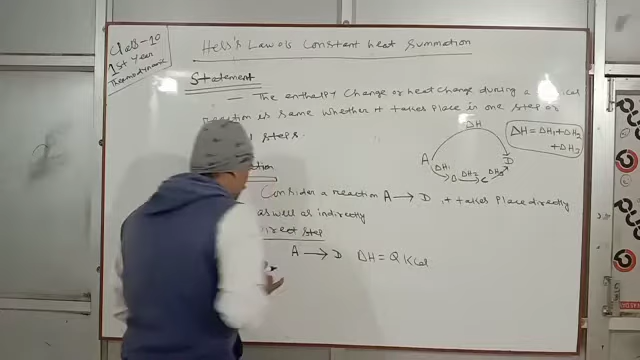 Class-10
1st Year
Thermodynamic
Hess's Law of Constant heat Summation
Statement
— The enthalpy Change or heat change during a ical
reaction is same whether it takes place in one step or
steps.
ΔH
A D
ΔH1 B ΔH2 C ΔH3
ΔH = ΔH1+ΔH2
+ΔH3
Consider a reaction A → D it takes place directly
as well as indirectly
Direct step
A → D ΔH = Q Kcal